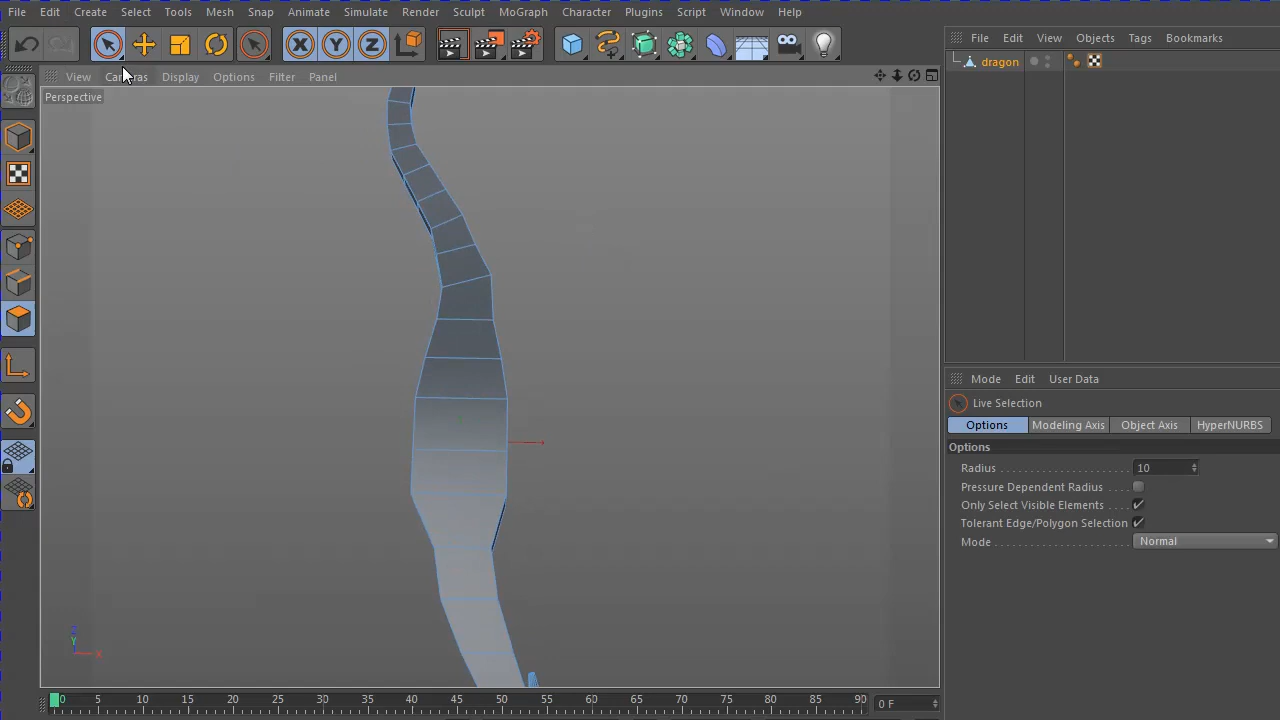 File Edit Create Select Tools Mesh Snap Animate Simulate Render Sculpt MoGraph Character Plugins Script Window Help
File Edit View Objects Tags Bookmarks
dragon
View Cameras Display Options Filter Panel
Perspective
Mode Edit User Data
Live Selection
Options Modeling Axis Object Axis HyperNURBS
Options
Radius 10
Pressure Dependent Radius
Only Select Visible Elements
Tolerant Edge/Polygon Selection
Mode Normal
Y X
0 5 10 15 20 25 30 35 40 45 50 55 60 65 70 75 80 85 90 0 F